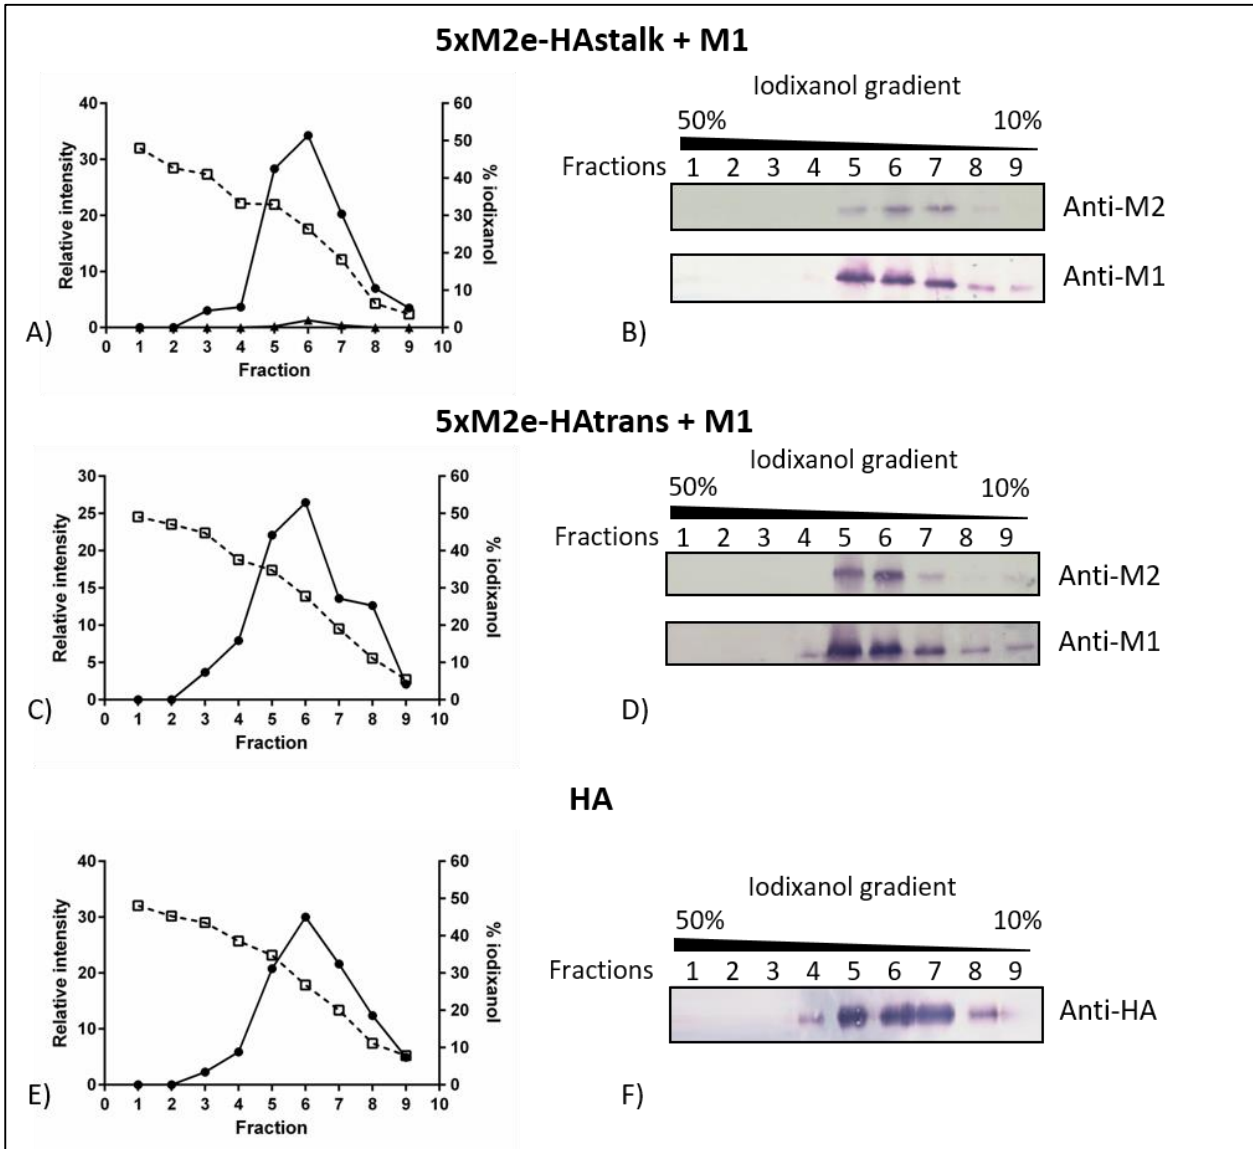 5xM2e-HAstalk + M1
Relative intensity
40
30
20
10
0
60
50
40
30
20
10
0
% iodixanol
0 1 2 3 4 5 6 7 8 9 10
Fraction
A)
Iodixanol gradient
50% 10%
Fractions 1 2 3 4 5 6 7 8 9
Anti-M2
Anti-M1
B)
5xM2e-HAtrans + M1
Relative intensity
30
25
20
15
10
5
0
60
50
40
30
20
10
0
% iodixanol
0 1 2 3 4 5 6 7 8 9 10
Fraction
C)
Iodixanol gradient
50% 10%
Fractions 1 2 3 4 5 6 7 8 9
Anti-M2
Anti-M1
D)
HA
Relative intensity
40
30
20
10
0
60
50
40
30
20
10
0
% iodixanol
0 1 2 3 4 5 6 7 8 9 10
Fraction
E)
Iodixanol gradient
50% 10%
Fractions 1 2 3 4 5 6 7 8 9
Anti-HA
F)